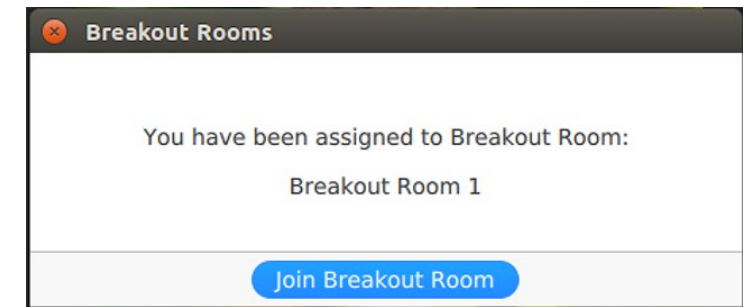 Breakout Rooms
You have been assigned to Breakout Room:
Breakout Room 1
Join Breakout Room